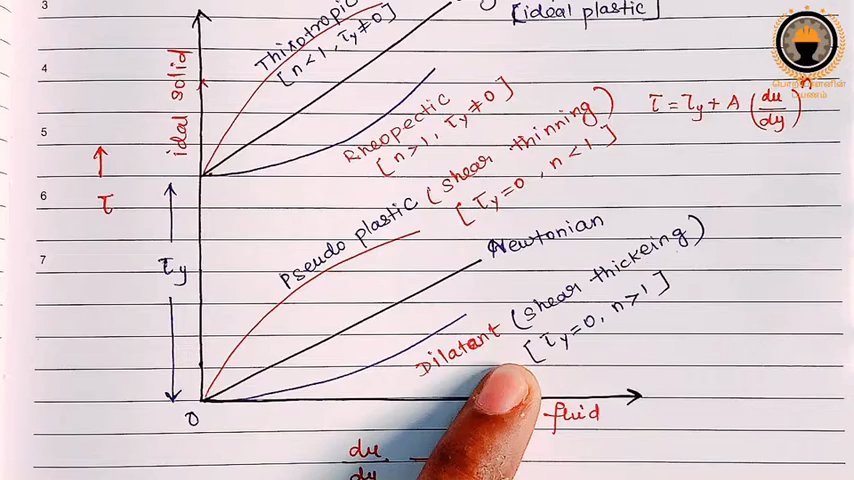 3
4
5
6
7
[ideal plastic]
Thixotropic
[n<1, τy≠0]
ideal solid
Rheopectic
[n>1, τy≠0]
τ = τy + A (du/dy)^n
τ
τy
Pseudo plastic (shear thinning)
[τy=0, n<1]
Newtonian
Dilatant (shear thickeing)
[τy=0, n>1]
0
fluid
du/dy